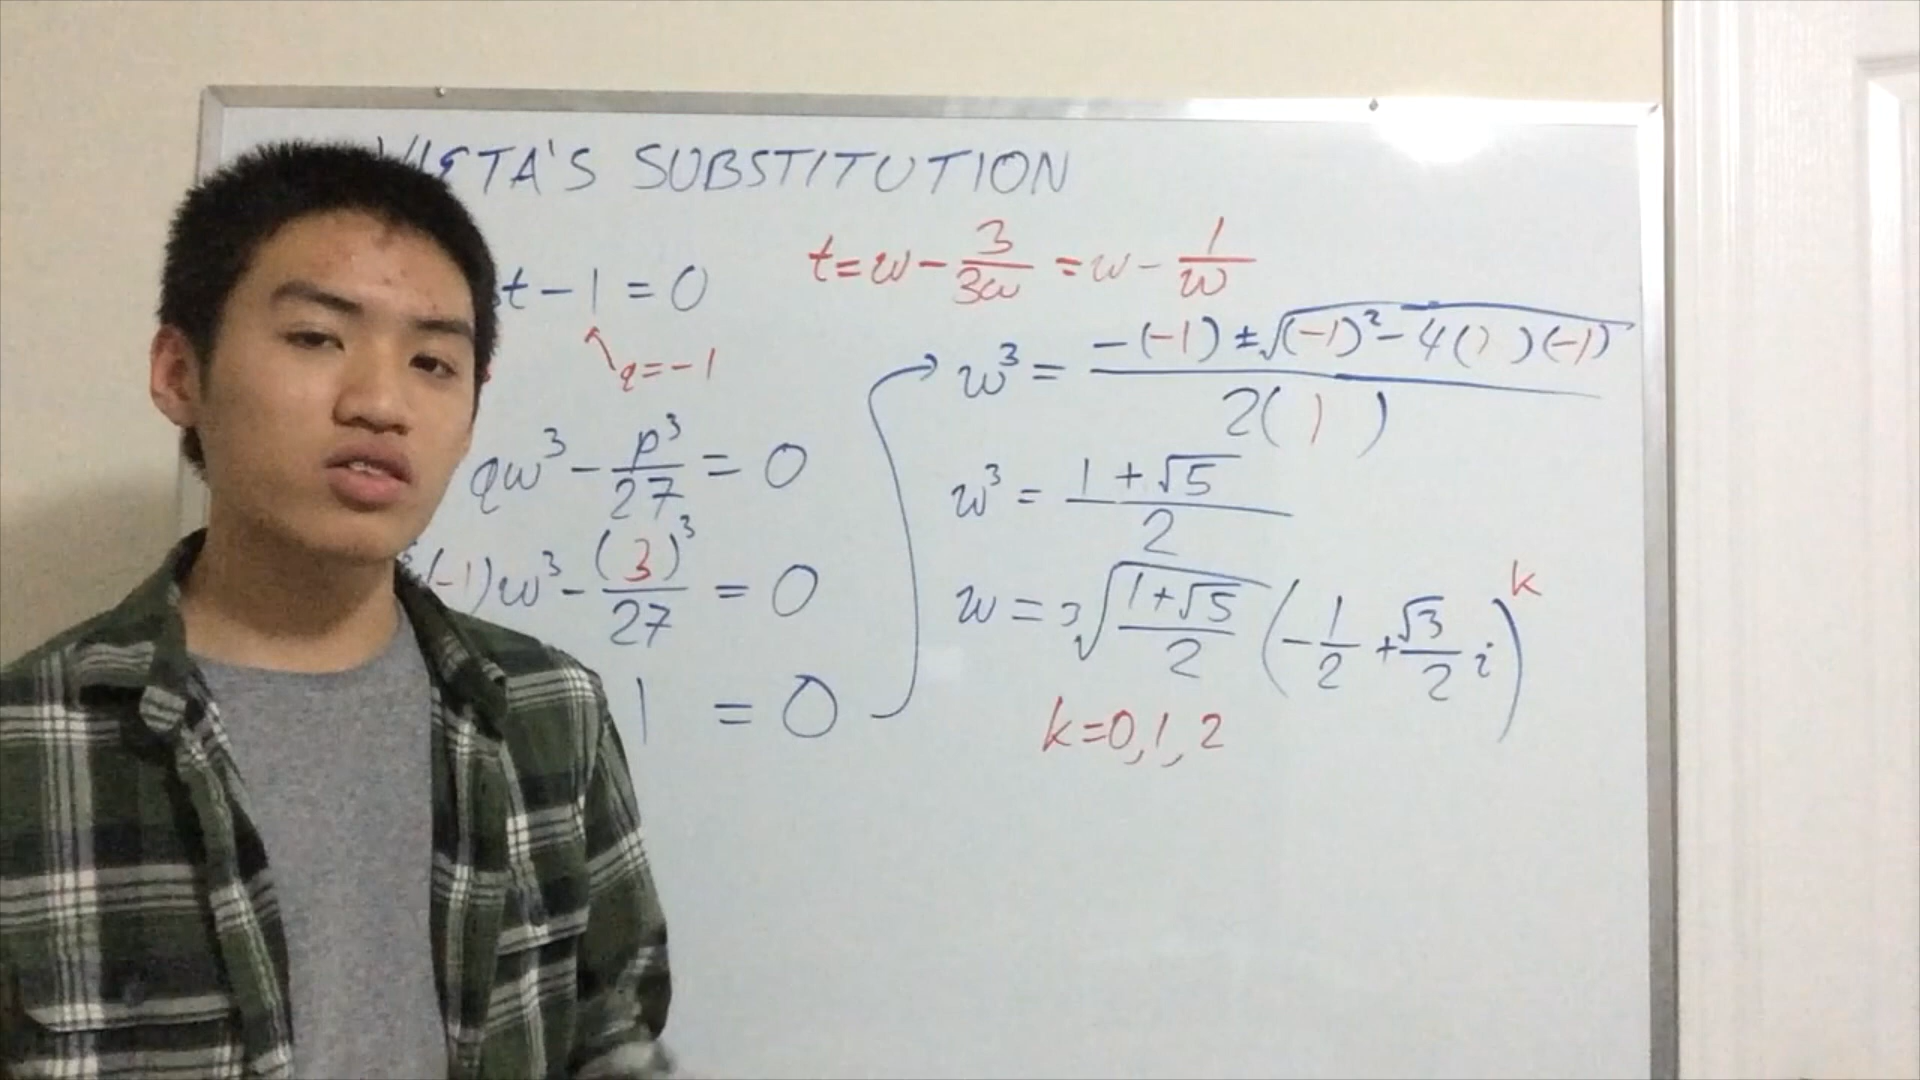 VIETA'S SUBSTITUTION
t - 1 = 0
q = -1
t = w - 3/3w = w - 1/w
qw³ - p³/27 = 0
(-1)w³ - (3)³/27 = 0
1 = 0
w³ = (-(-1) ± √((-1)² - 4(1)(-1)))/2(1)
w³ = (1 + √5)/2
w = ³√((1+√5)/2) (-1/2 + √3/2 i)^k
k = 0, 1, 2